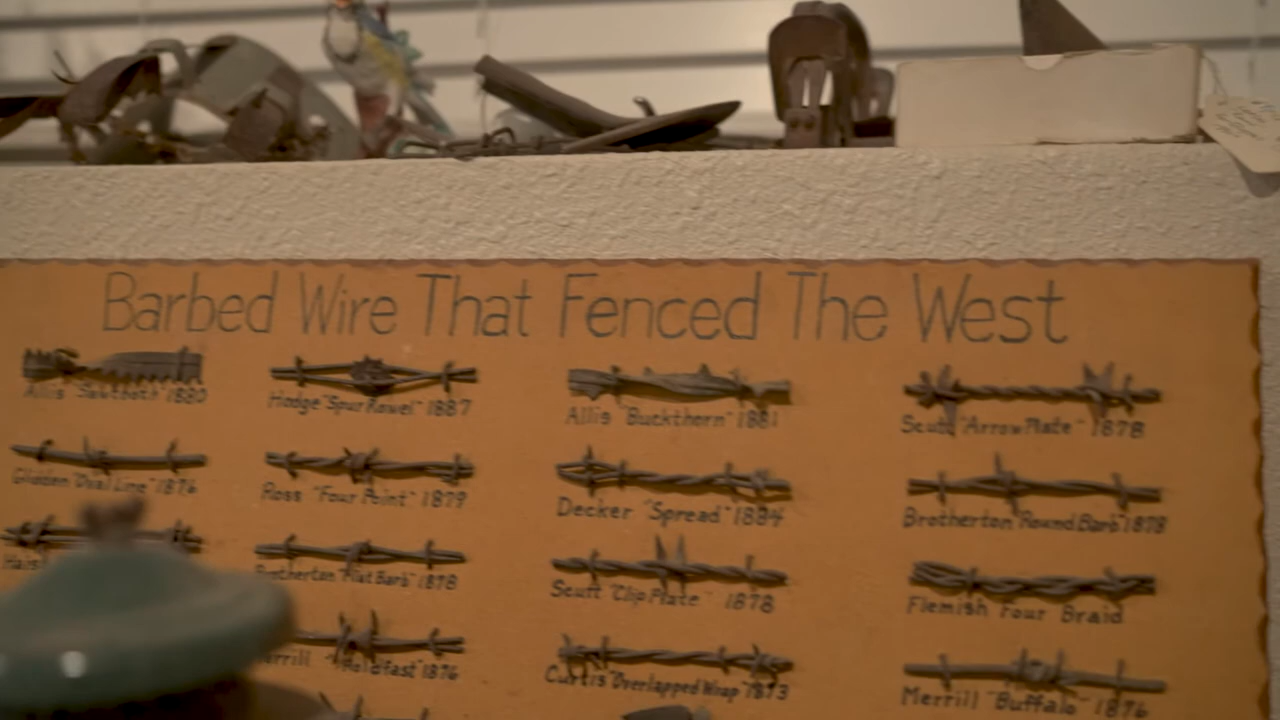 Barbed Wire That Fenced The West
Allis "Sawtooth" 1880
Hodge "Spur Rowel" 1887
Allis "Buckthorn" 1881
Scutt "Arrow Plate" 1878
Glidden "Oval Line" 1876
Ross "Four Point" 1879
Decker "Spread" 1884
Brotherton "Round Barb" 1878
Hais
Brotherton "Flat Barb" 1878
Scutt "Clip Plate" 1878
Flemish Four Braid
Merrill "Holdfast" 1876
Curtis "Overlapped Wrap" 1873
Merrill "Buffalo" 1876